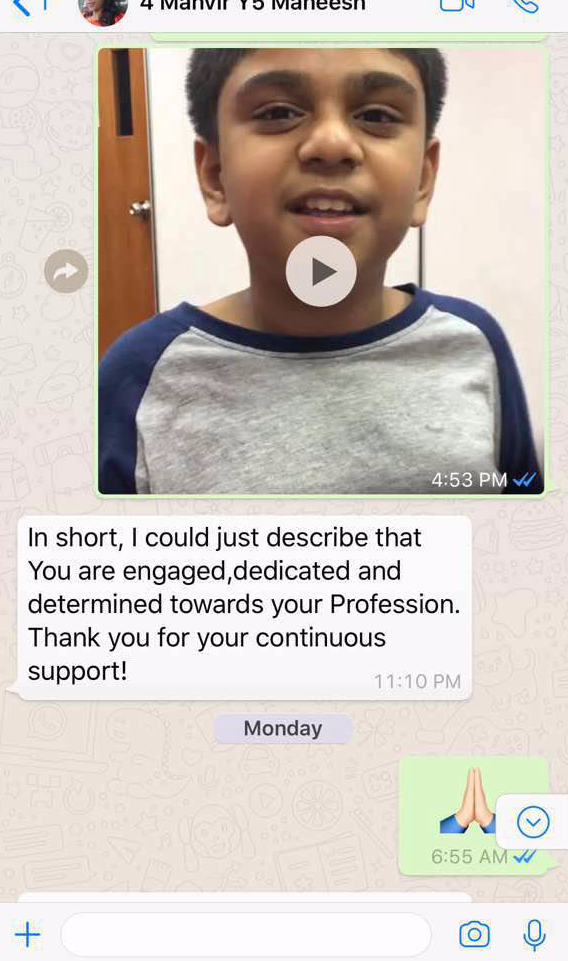 4 Manvir Y5 Maheesh
4:53 PM
In short, I could just describe that
You are engaged,dedicated and
determined towards your Profession.
Thank you for your continuous
support!
11:10 PM
Monday
6:55 AM